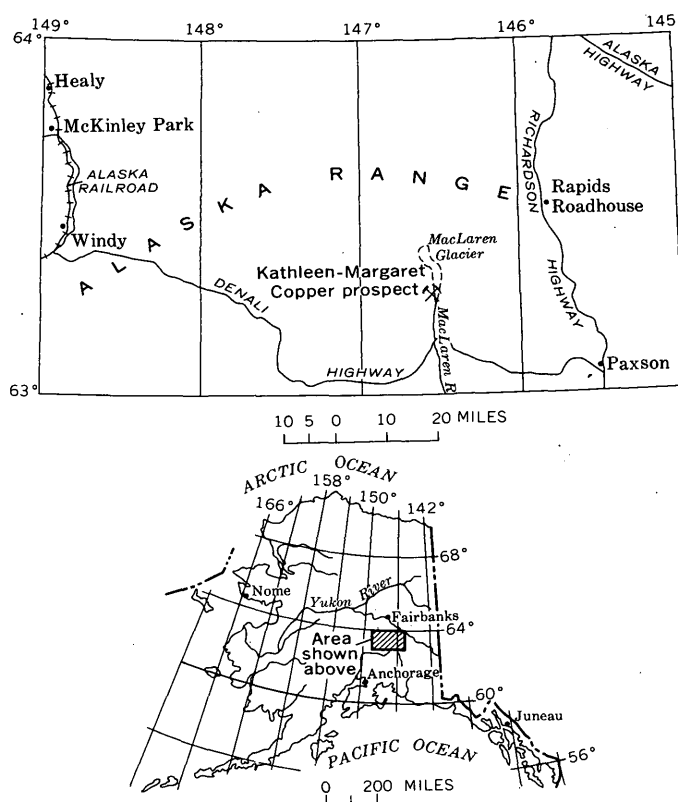 149° 148° 147° 146° 145
64°
ALASKA
HIGHWAY
Healy
McKinley Park
RICHARDSON
HIGHWAY
ALASKA RANGE
ALASKA
RAILROAD
Rapids
Roadhouse
Windy
MacLaren
Glacier
Kathleen-Margaret
Copper prospect
DENALI
HIGHWAY
MacLaren R
Paxson
63°
10 5 0 10 20 MILES
ARCTIC OCEAN
166° 158° 150° 142°
68°
Nome
Yukon River
Fairbanks
64°
Area
shown
above
Anchorage
60°
Juneau
PACIFIC OCEAN
56°
0 200 MILES